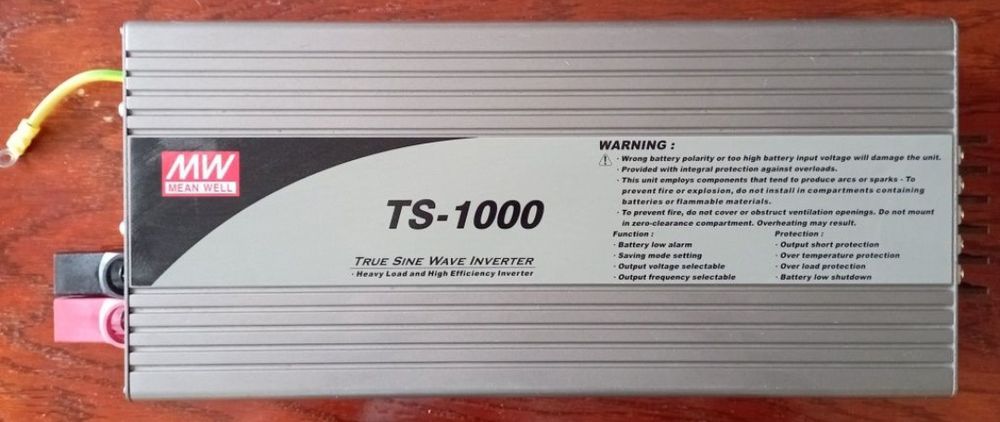 MW
MEAN WELL
TS-1000
TRUE SINE WAVE INVERTER
· Heavy Load and High Efficiency Inverter
WARNING :
· Wrong battery polarity or too high battery input voltage will damage the unit.
· Provided with integral protection against overloads.
· This unit employs components that tend to produce arcs or sparks - To
prevent fire or explosion, do not install in compartments containing
batteries or flammable materials.
· To prevent fire, do not cover or obstruct ventilation openings. Do not mount
in zero-clearance compartment. Overheating may result.
Function :
· Battery low alarm
· Saving mode setting
· Output voltage selectable
· Output frequency selectable
Protection :
· Output short protection
· Over temperature protection
· Over load protection
· Battery low shutdown